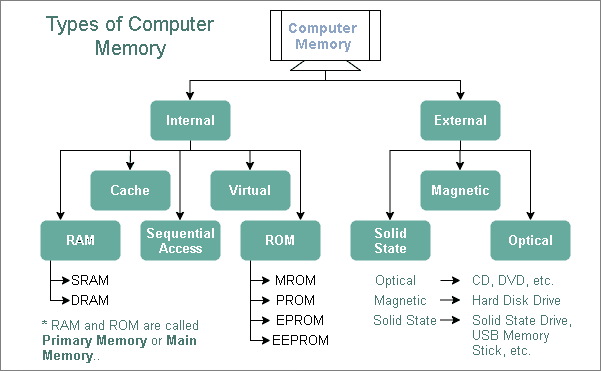 Types of Computer
Memory
Computer
Memory
Internal
External
Cache
Virtual
Magnetic
RAM
Sequential
Access
ROM
Solid
State
Optical
SRAM
DRAM
MROM
PROM
EPROM
EEPROM
Optical CD, DVD, etc.
Magnetic Hard Disk Drive
Solid State Solid State Drive,
USB Memory
Stick, etc.
* RAM and ROM are called
Primary Memory or Main
Memory..